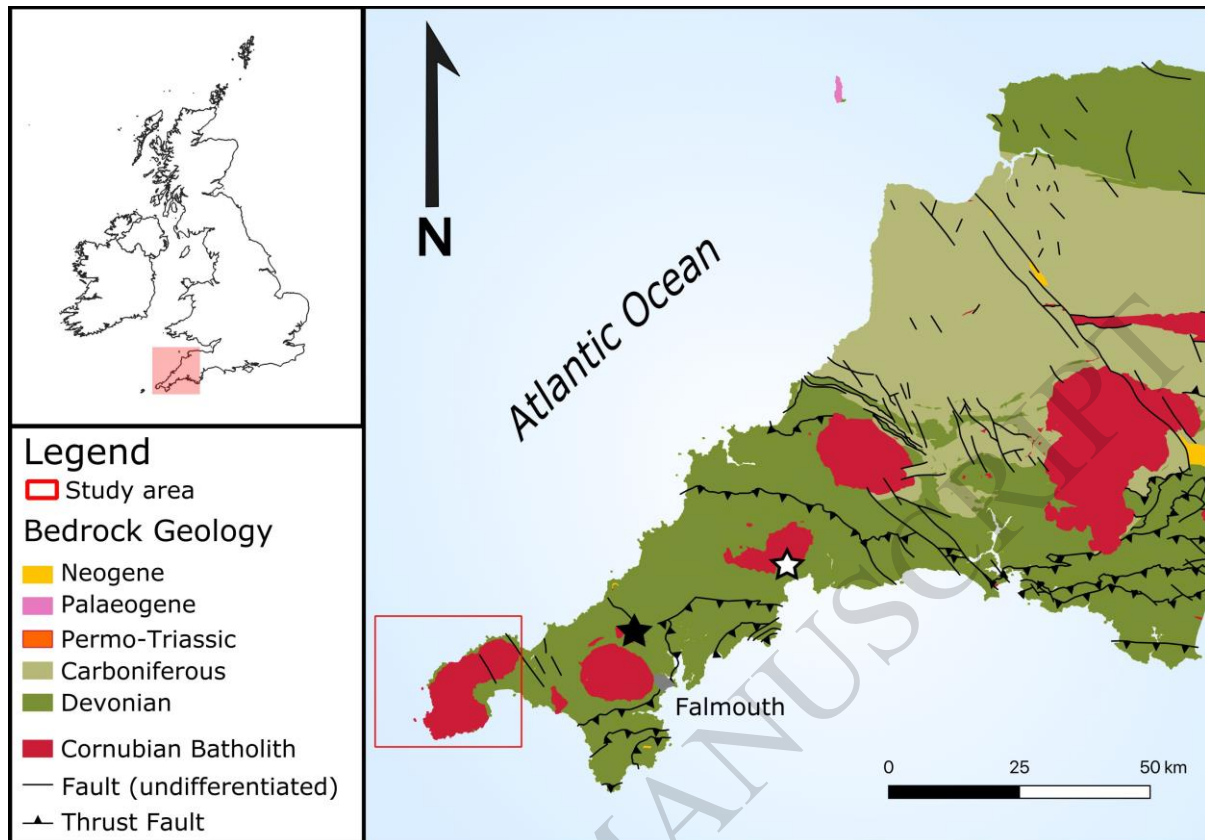 Legend
Study area
Bedrock Geology
Neogene
Palaeogene
Permo-Triassic
Carboniferous
Devonian
Cornubian Batholith
Fault (undifferentiated)
Thrust Fault
N
Atlantic Ocean
Falmouth
0 25 50 km
MANUSCRIPT